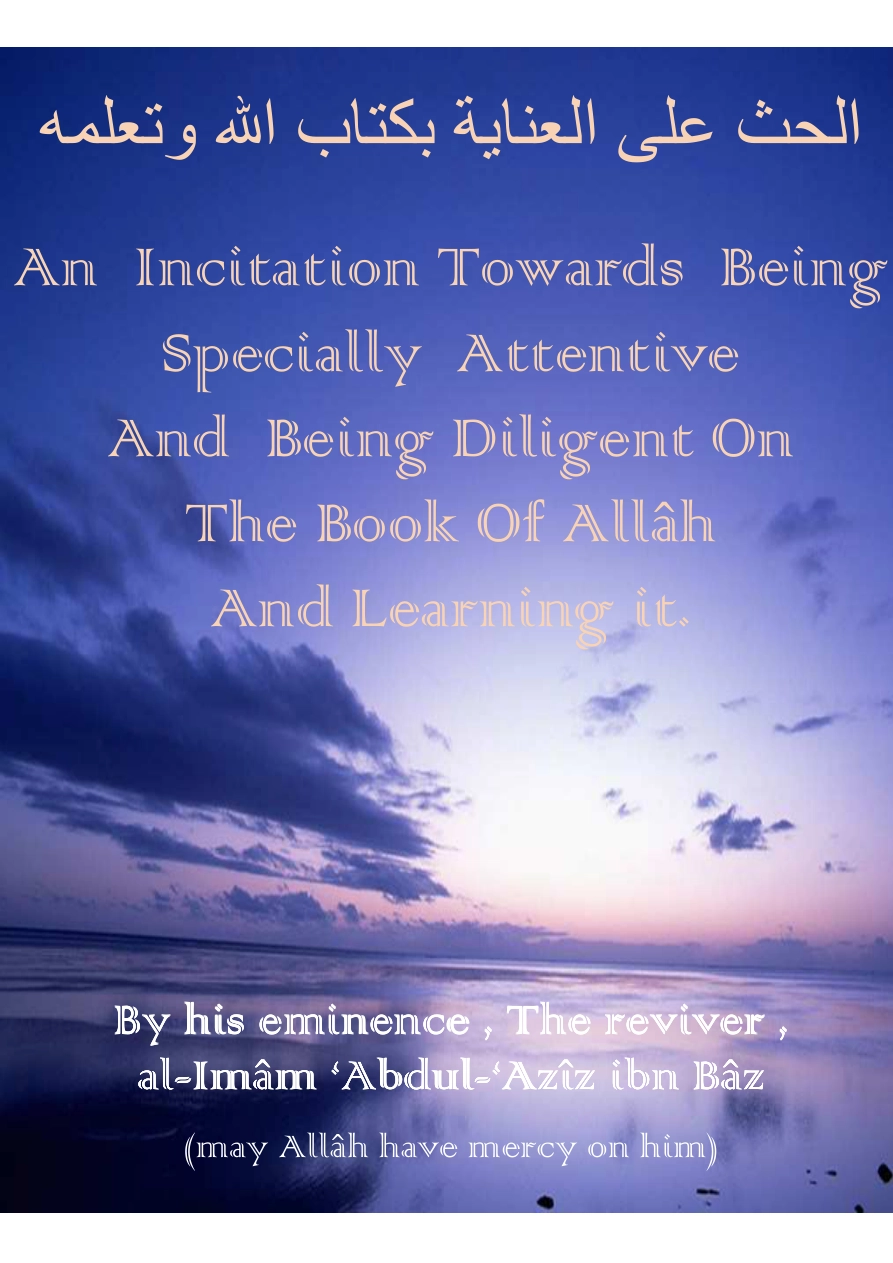 الحث على العناية بكتاب الله وتعلمه
An Incitation Towards Being
Specially Attentive
And Being Diligent On
The Book Of Allâh
And Learning it.
By his eminence , The reviver ,
al-Imâm ‘Abdul-‘Azîz ibn Bâz
(may Allâh have mercy on him)